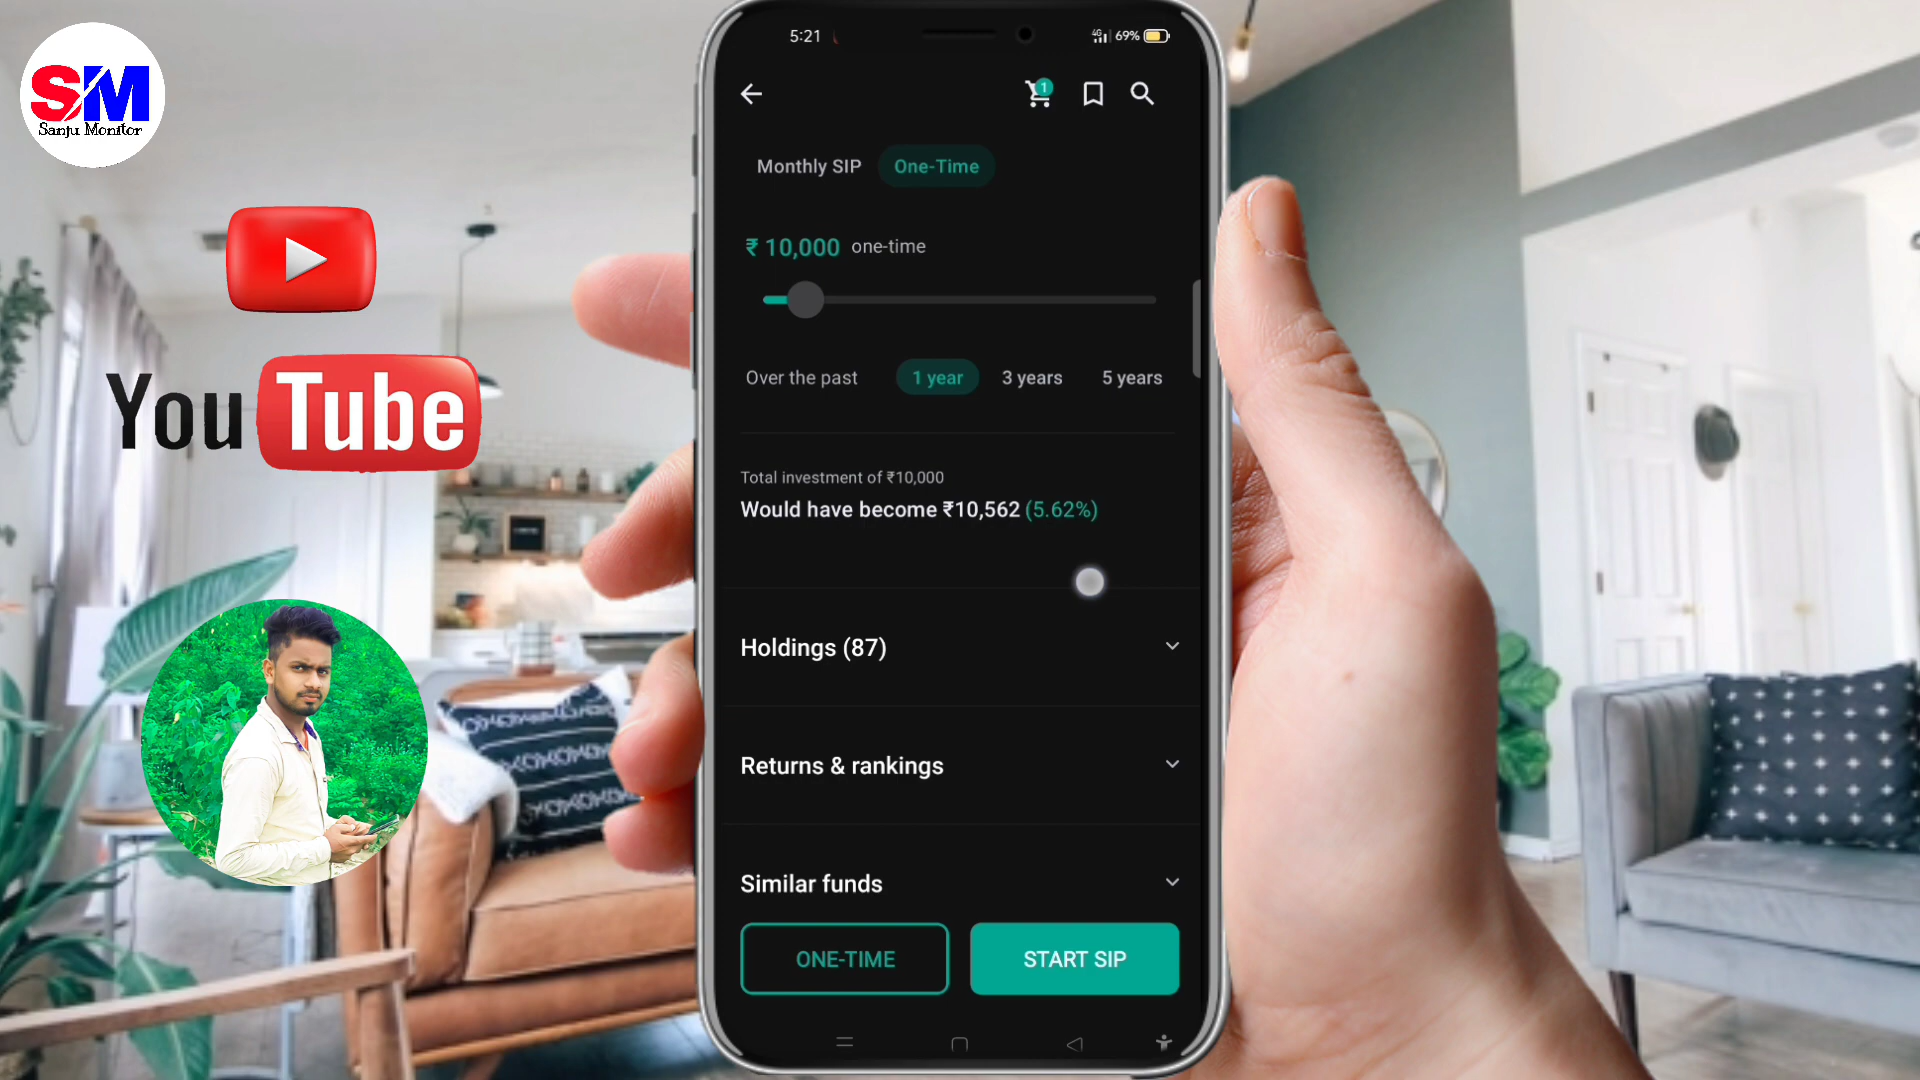 SM
Sanju Monitor
YouTube
5:21
4G 69%
1
Monthly SIP One-Time
₹ 10,000 one-time
Over the past 1 year 3 years 5 years
Total investment of ₹10,000
Would have become ₹10,562 (5.62%)
Holdings (87)
Returns & rankings
Similar funds
ONE-TIME START SIP